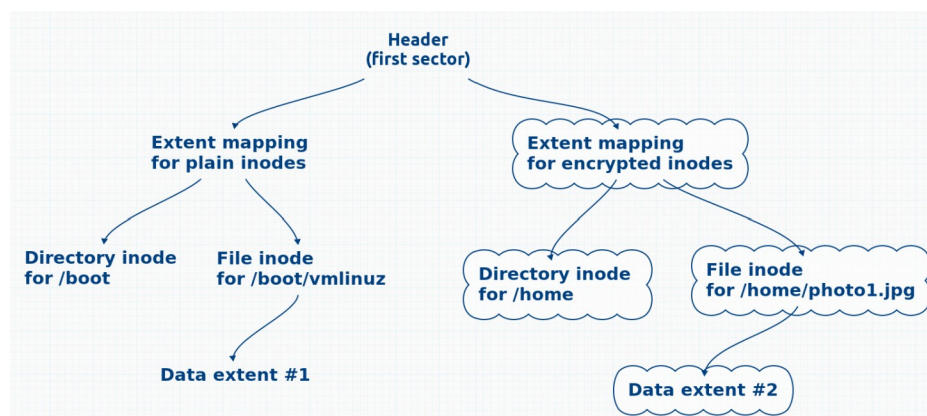 Header
(first sector)
Extent mapping
for plain inodes
Extent mapping
for encrypted inodes
Directory inode
for /boot
File inode
for /boot/vmlinuz
Directory inode
for /home
File inode
for /home/photo1.jpg
Data extent #1
Data extent #2